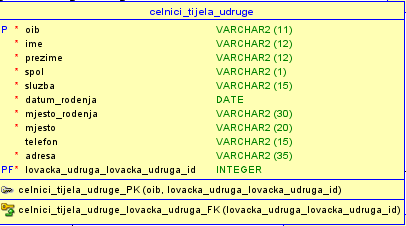 celnici_tijela_udruge
P * oib VARCHAR2 (11)
* ime VARCHAR2 (12)
* prezime VARCHAR2 (12)
* spol VARCHAR2 (1)
* sluzba VARCHAR2 (15)
* datum_rodenja DATE
* mjesto_rodenja VARCHAR2 (30)
* mjesto VARCHAR2 (20)
telefon VARCHAR2 (15)
* adresa VARCHAR2 (35)
PF* lovacka_udruga_lovacka_udruga_id INTEGER
celnici_tijela_udruge_PK (oib, lovacka_udruga_lovacka_udruga_id)
celnici_tijela_udruge_lovacka_udruga_FK (lovacka_udruga_lovacka_udruga_id)